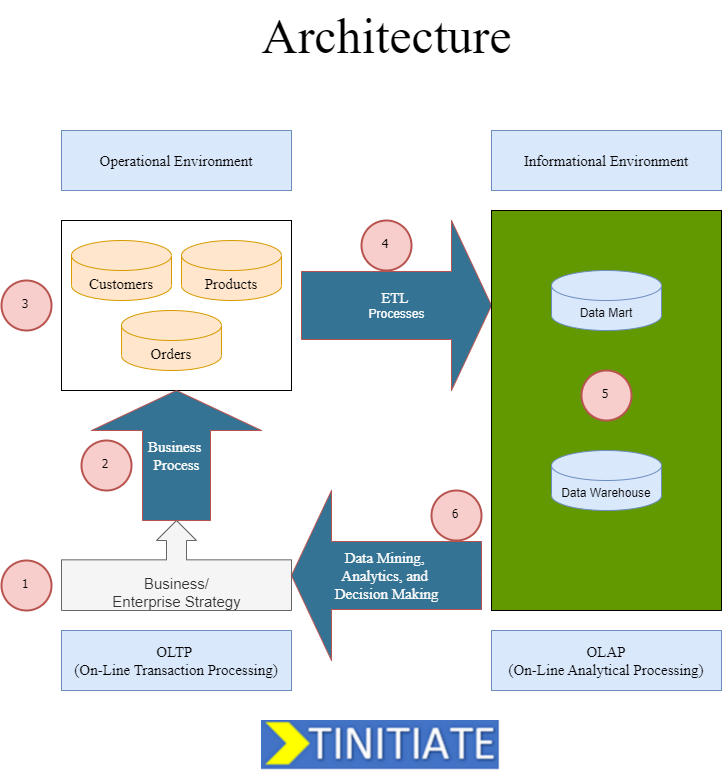 Architecture
Operational Environment
Informational Environment
3
Customers
Products
Orders
4
ETL
Processes
Data Mart
5
Data Warehouse
2
Business
Process
6
Data Mining,
Analytics, and
Decision Making
1
Business/
Enterprise Strategy
OLTP
(On-Line Transaction Processing)
OLAP
(On-Line Analytical Processing)
TINITIATE